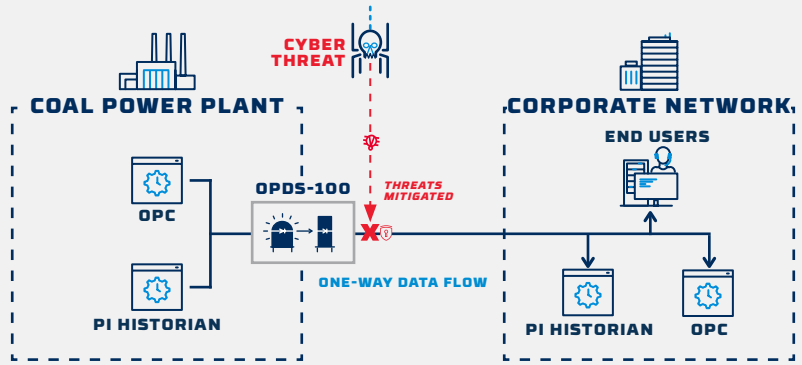 CYBER
THREAT
COAL POWER PLANT
CORPORATE NETWORK
END USERS
OPC
OPDS-100
THREATS
MITIGATED
ONE-WAY DATA FLOW
PI HISTORIAN
PI HISTORIAN
OPC